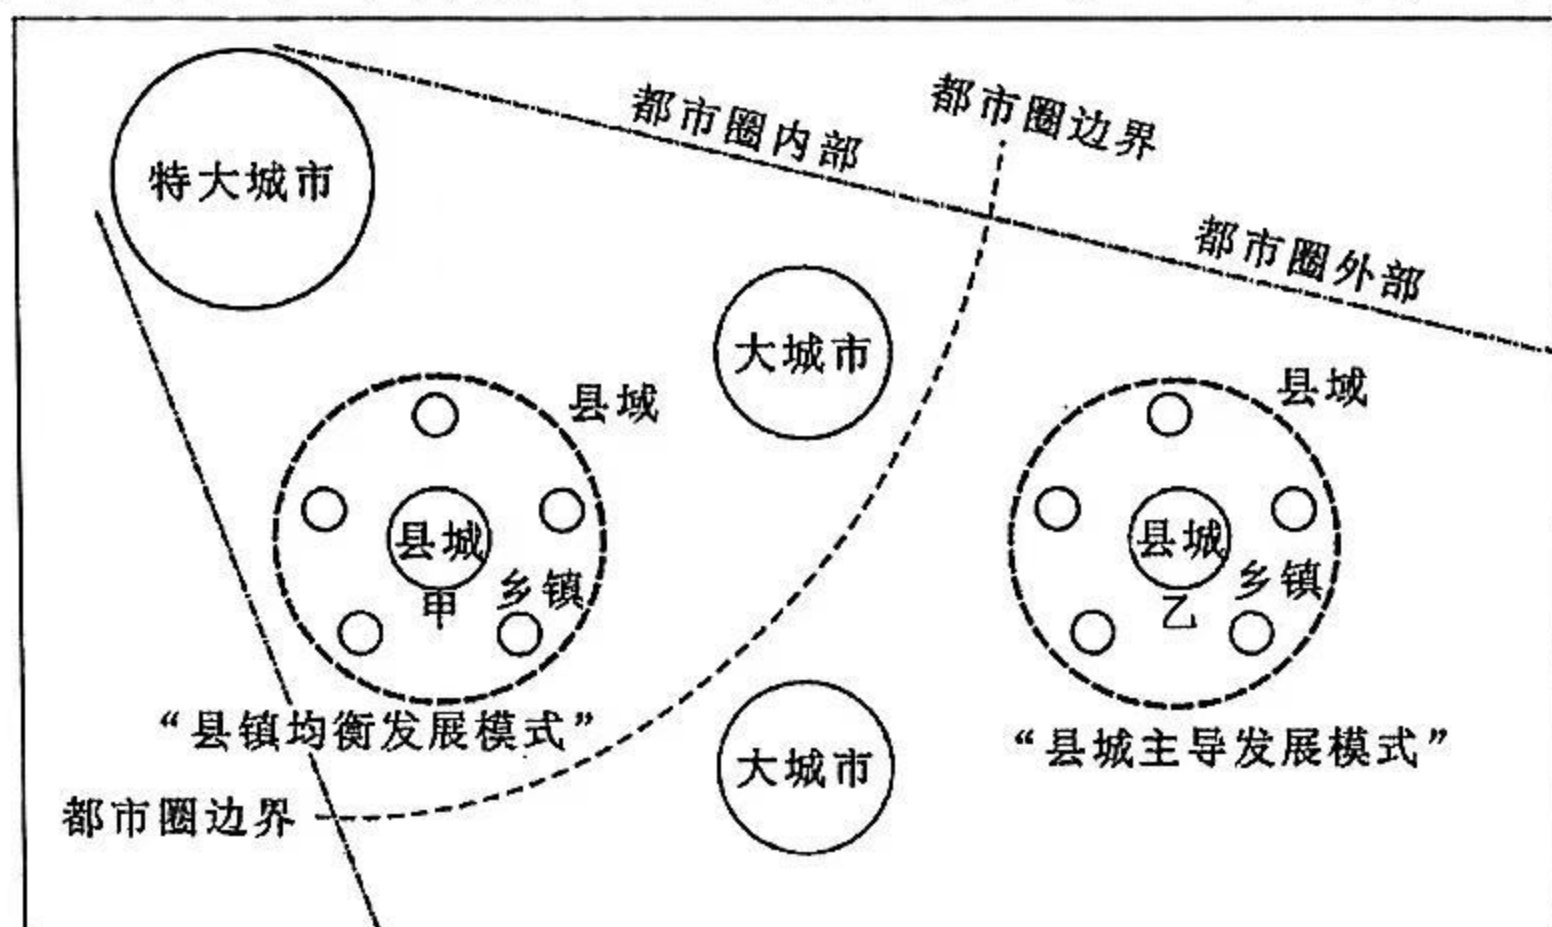 都市圈内部
都市圈边界
特大城市
都市圈外部
大城市
县域
县域
县城
县城
乡镇
乡镇
甲
乙
“县镇均衡发展模式”
“县城主导发展模式”
大城市
都市圈边界